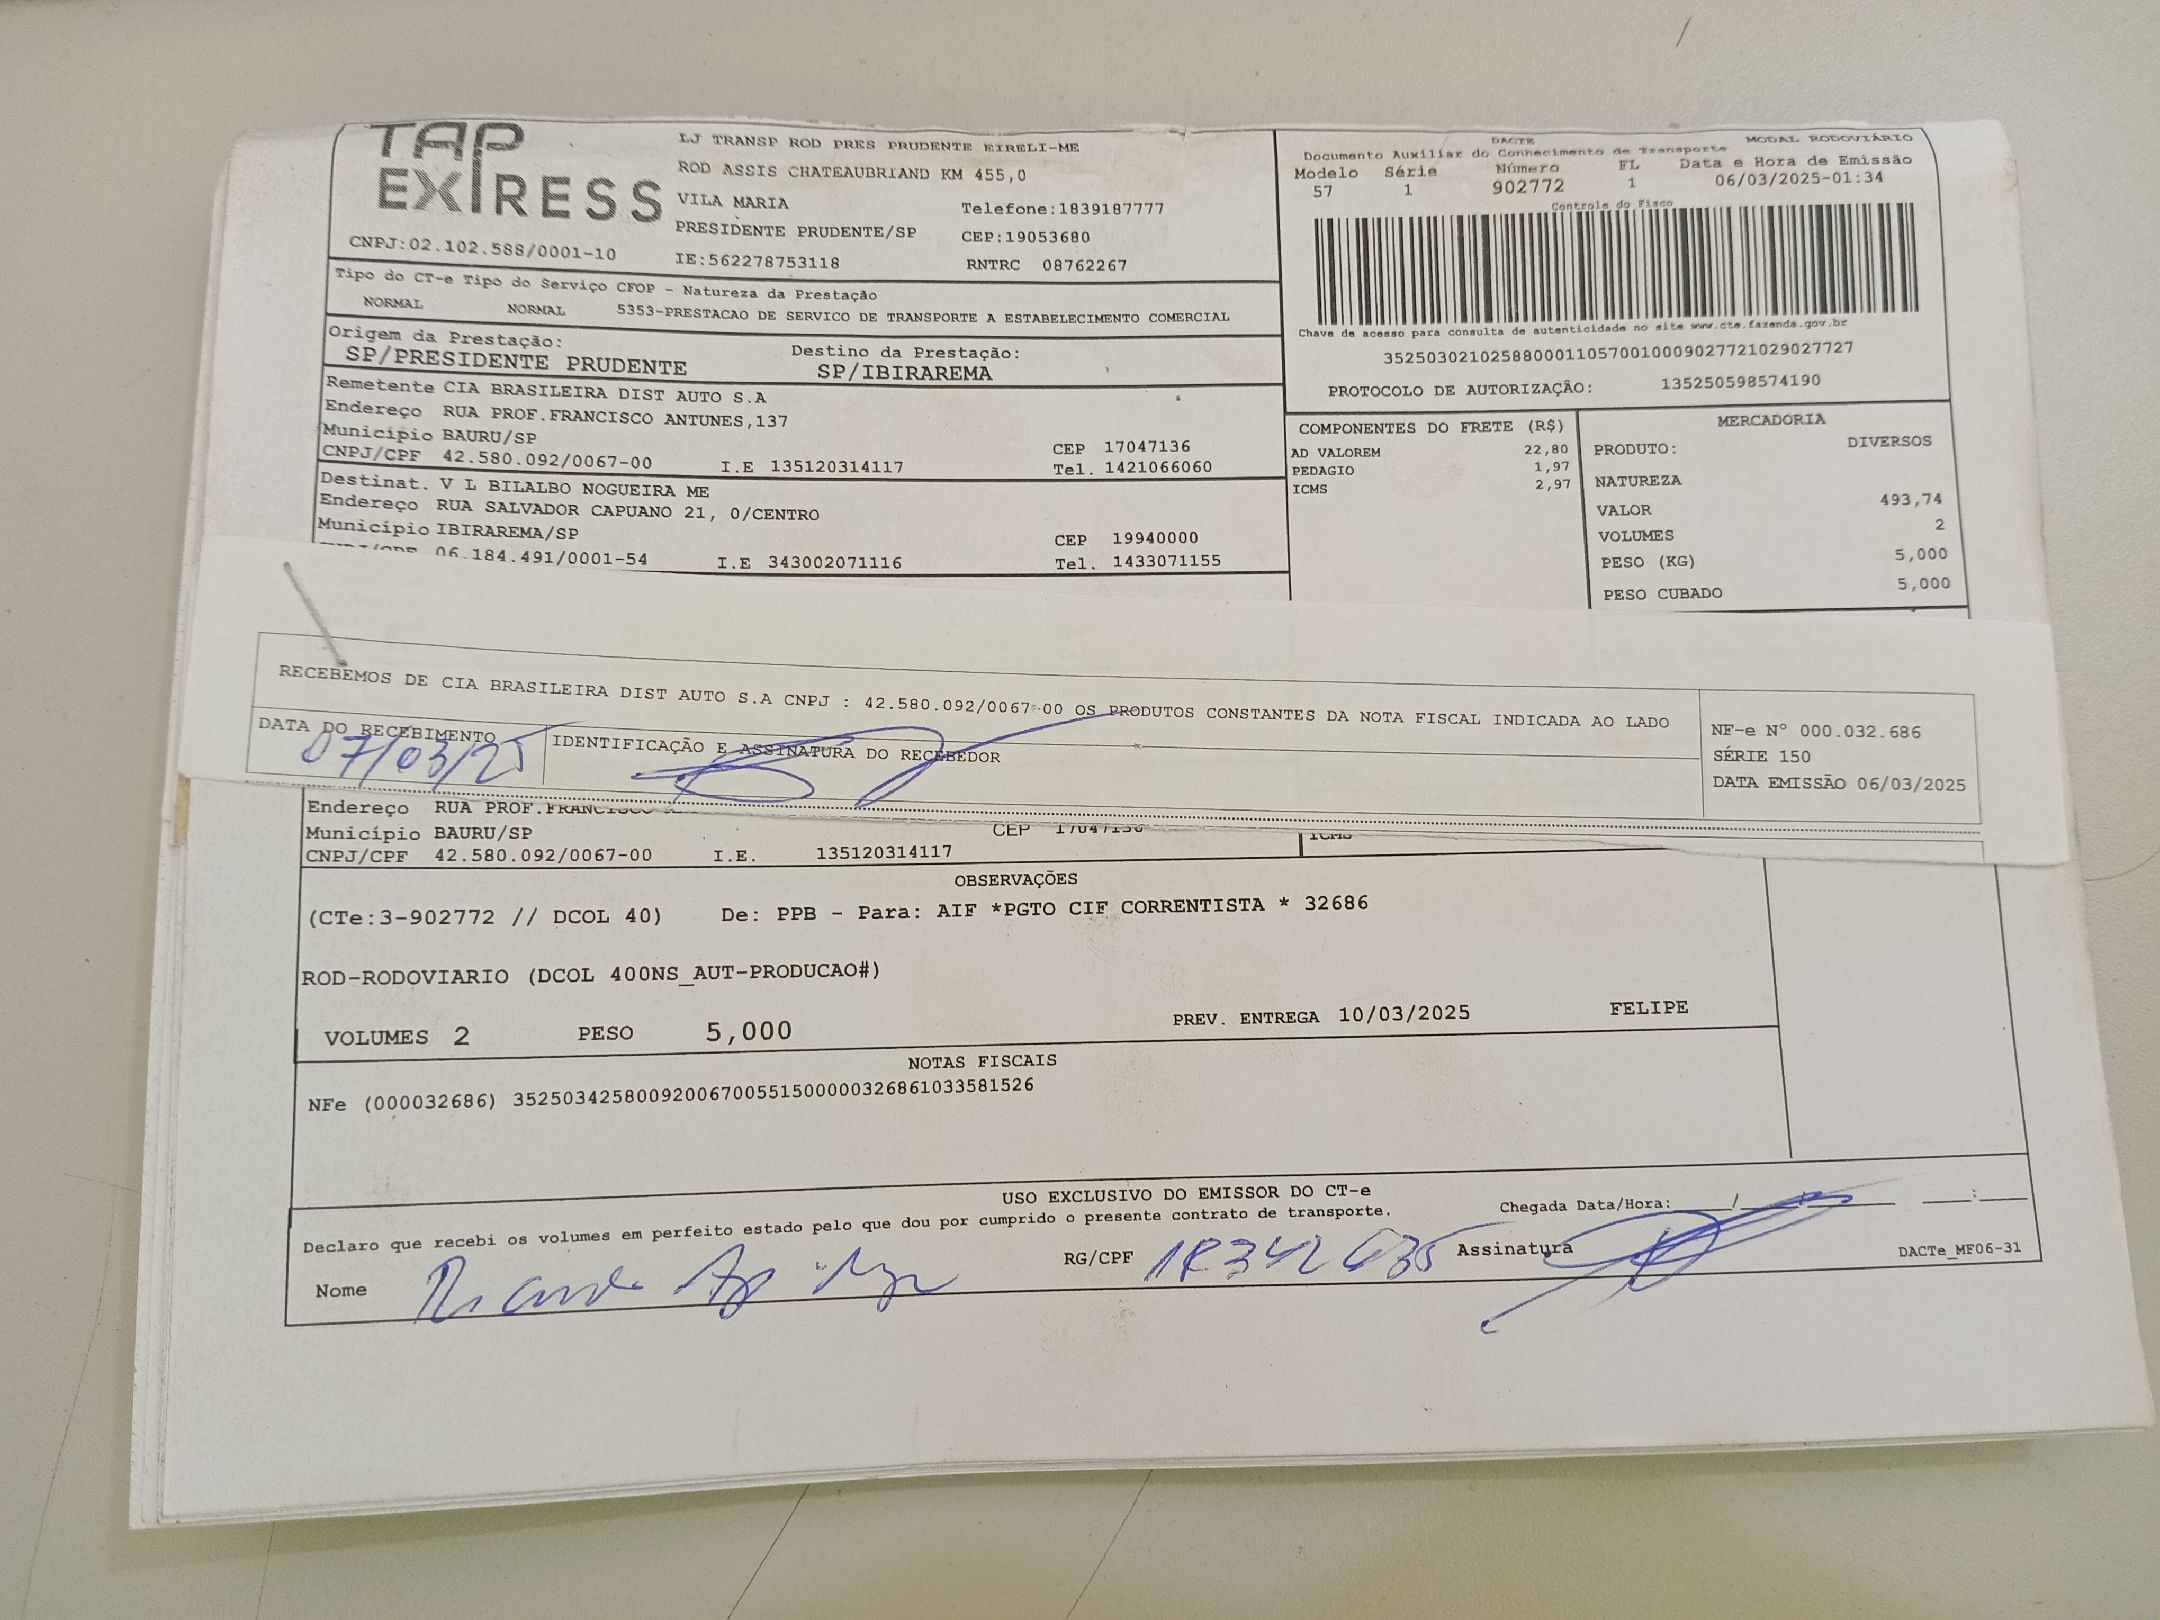 TAP
EXPRESS
CNPJ:02.102.588/0001-10
LJ TRANSP ROD PRES PRUDENTE EIRELI-ME
ROD ASSIS CHATEAUBRIAND KM 455,0
VILA MARIA
Telefone:1839187777
PRESIDENTE PRUDENTE/SP
CEP:19053680
IE:562278753118
RNTRC 08762267
DACTE MODAL RODOVIÁRIO
Documento Auxiliar do Conhecimento de Transporte
Modelo Série Número FL Data e Hora de Emissão
57 1 902772 1 06/03/2025-01:34
Controle do Fisco
Chave de acesso para consulta de autenticidade no site www.cte.fazenda.gov.br
35250302102588000110570010009027721029027727
PROTOCOLO DE AUTORIZAÇÃO: 135250598574190
Tipo do CT-e Tipo do Serviço CFOP - Natureza da Prestação
NORMAL NORMAL 5353-PRESTACAO DE SERVICO DE TRANSPORTE A ESTABELECIMENTO COMERCIAL
Origem da Prestação: Destino da Prestação:
SP/PRESIDENTE PRUDENTE SP/IBIRAREMA
Remetente CIA BRASILEIRA DIST AUTO S.A
Endereço RUA PROF.FRANCISCO ANTUNES,137
Município BAURU/SP CEP 17047136
CNPJ/CPF 42.580.092/0067-00 I.E 135120314117 Tel. 1421066060
Destinat. V L BILALBO NOGUEIRA ME
Endereço RUA SALVADOR CAPUANO 21, 0/CENTRO
Município IBIRAREMA/SP CEP 19940000
06.184.491/0001-54 I.E 343002071116 Tel. 1433071155
COMPONENTES DO FRETE (R$)
AD VALOREM 22,80
PEDAGIO 1,97
ICMS 2,97
MERCADORIA
PRODUTO: DIVERSOS
NATUREZA
VALOR 493,74
VOLUMES 2
PESO (KG) 5,000
PESO CUBADO 5,000
RECEBEMOS DE CIA BRASILEIRA DIST AUTO S.A CNPJ : 42.580.092/0067-00 OS PRODUTOS CONSTANTES DA NOTA FISCAL INDICADA AO LADO
DATA DO RECEBIMENTO
07/03/25
IDENTIFICAÇÃO E ASSINATURA DO RECEBEDOR
NF-e Nº 000.032.686
SÉRIE 150
DATA EMISSÃO 06/03/2025
Endereço RUA PROF.FRANCISCO
Município BAURU/SP CEP 17047136
CNPJ/CPF 42.580.092/0067-00 I.E. 135120314117
ICMS
OBSERVAÇÕES
(CTe:3-902772 // DCOL 40) De: PPB - Para: AIF *PGTO CIF CORRENTISTA * 32686
ROD-RODOVIARIO (DCOL 400NS_AUT-PRODUCAO#)
VOLUMES 2 PESO 5,000 PREV. ENTREGA 10/03/2025 FELIPE
NOTAS FISCAIS
NFe (000032686) 35250342580092006700551500000326861033581526
USO EXCLUSIVO DO EMISSOR DO CT-e
Declaro que recebi os volumes em perfeito estado pelo que dou por cumprido o presente contrato de transporte.
Chegada Data/Hora: __/__ ____ __:__
Nome Ricardo Ap RG/CPF Assinatura
DACTe_MF06-31